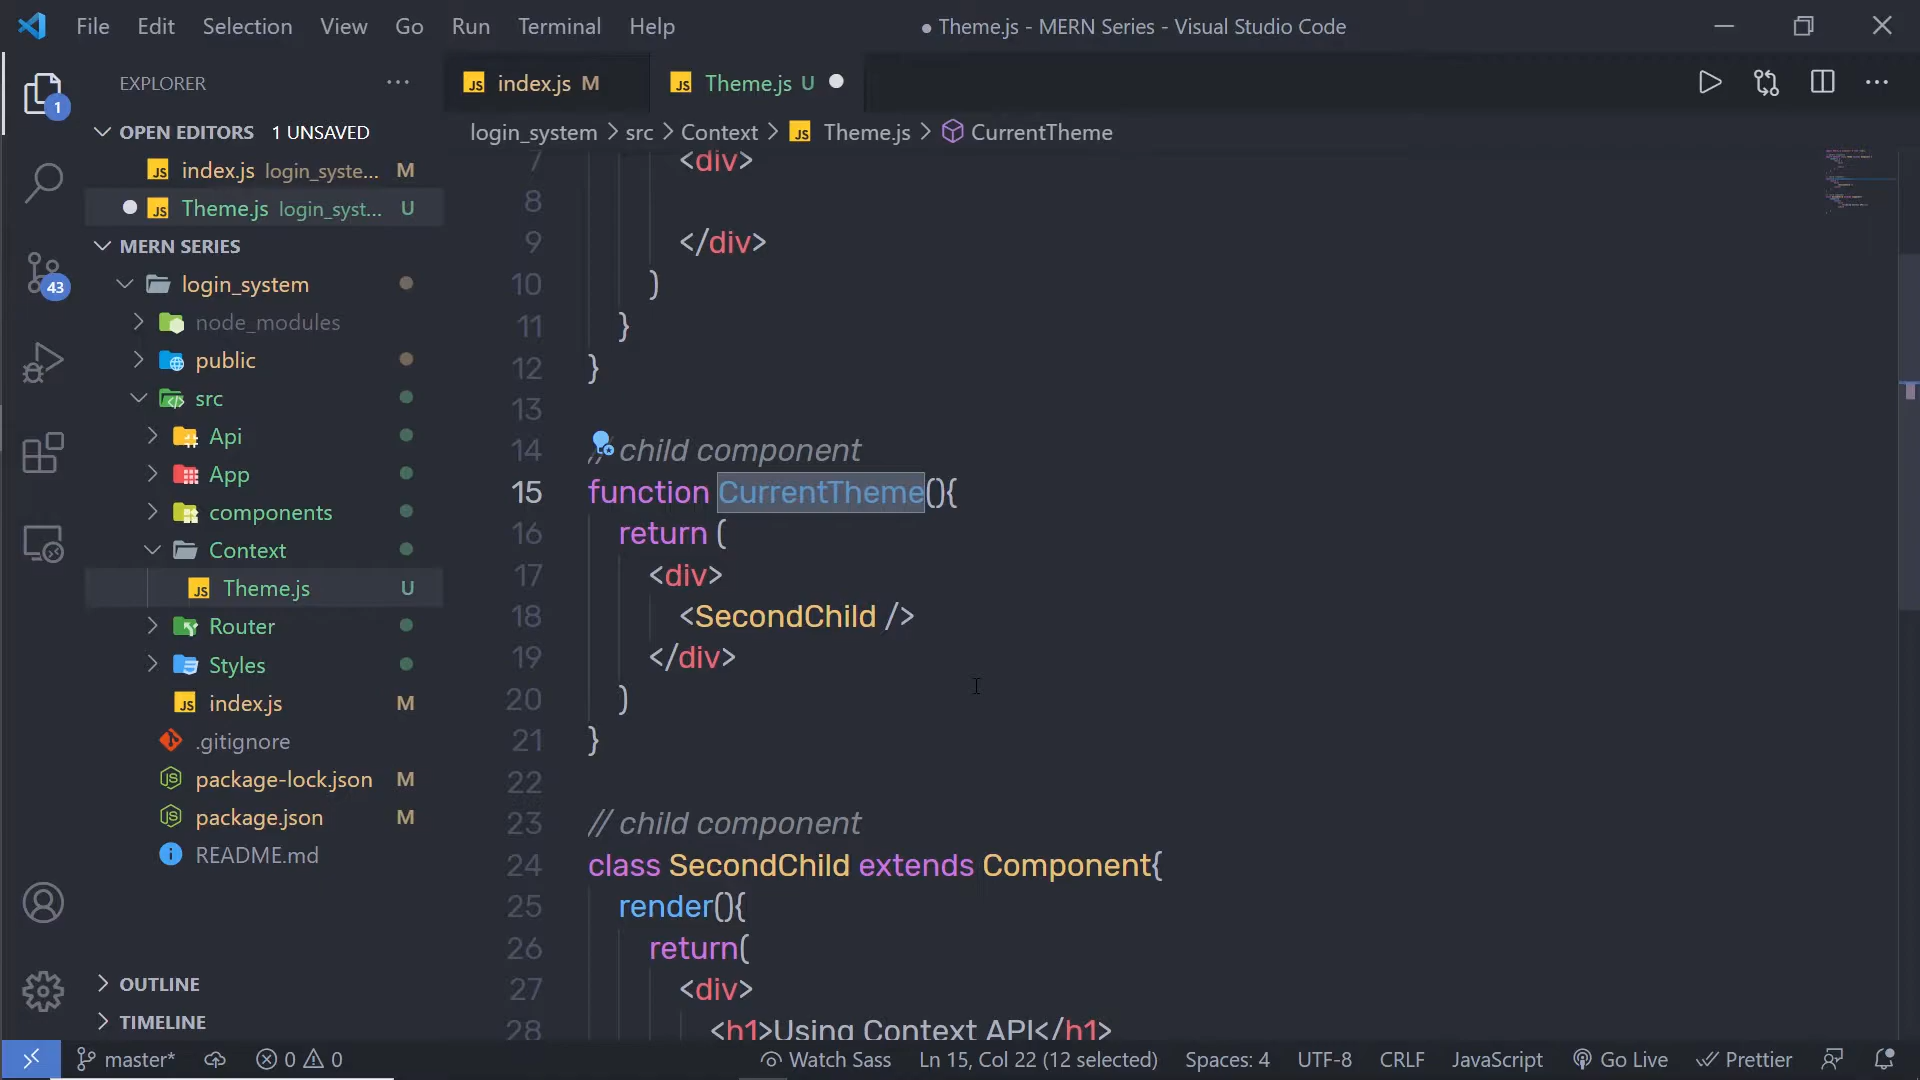 File Edit Selection View Go Run Terminal Help
● Theme.js - MERN Series - Visual Studio Code
EXPLORER
1
OPEN EDITORS 1 UNSAVED
index.js login_syste... M
Theme.js login_syst... U
MERN SERIES
login_system
43
node_modules
public
src
Api
App
components
Context
Theme.js U
Router
Styles
index.js M
.gitignore
package-lock.json M
package.json M
README.md
OUTLINE
TIMELINE
index.js M
Theme.js U
login_system > src > Context > Theme.js > CurrentTheme
7 <div>
8
9 </div>
10 )
11 }
12 }
13
14 // child component
15 function CurrentTheme(){
16 return (
17 <div>
18 <SecondChild />
19 </div>
20 )
21 }
22
23 // child component
24 class SecondChild extends Component{
25 render(){
26 return(
27 <div>
28 <h1>Using Context API</h1>
master* 0 0 Watch Sass Ln 15, Col 22 (12 selected) Spaces: 4 UTF-8 CRLF JavaScript Go Live Prettier